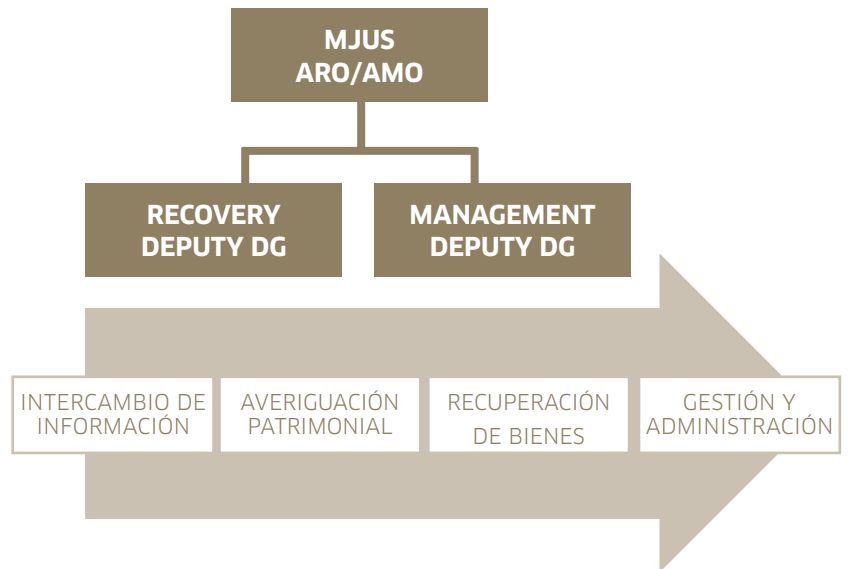 MJUS
ARO/AMO
RECOVERY
DEPUTY DG
MANAGEMENT
DEPUTY DG
INTERCAMBIO DE
INFORMACIÓN
AVERIGUACIÓN
PATRIMONIAL
RECUPERACIÓN
DE BIENES
GESTIÓN Y
ADMINISTRACIÓN